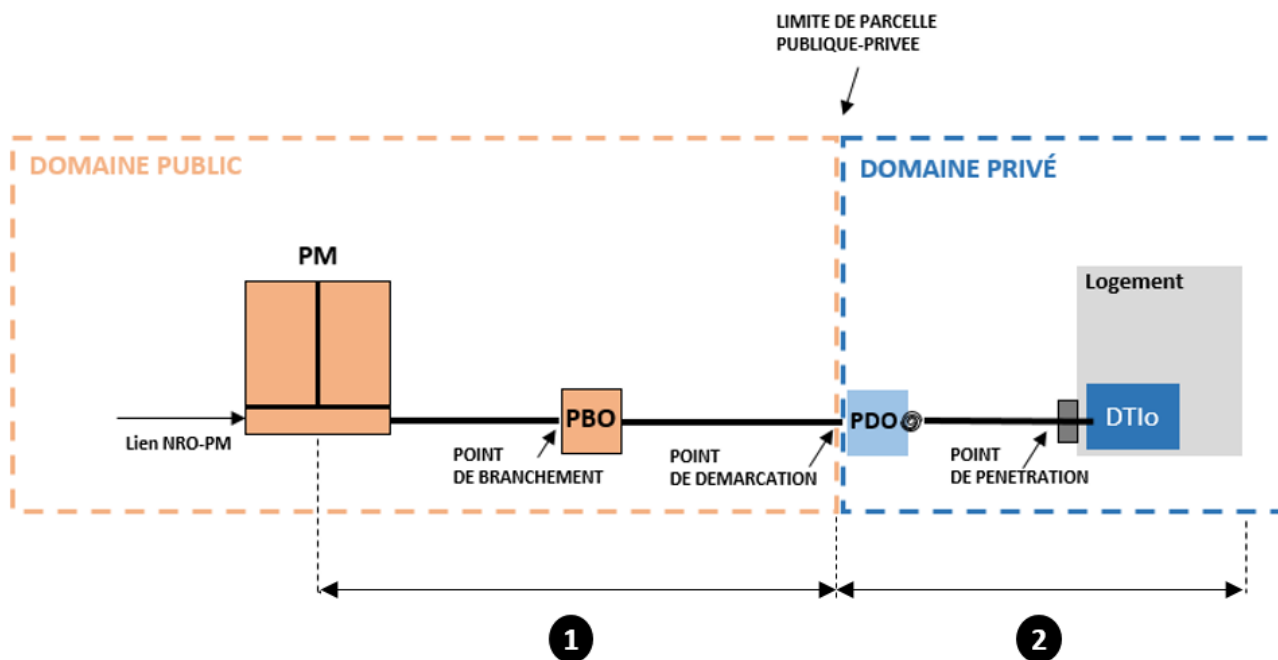 LIMITE DE PARCELLE
PUBLIQUE-PRIVEE
DOMAINE PUBLIC
DOMAINE PRIVÉ
PM
Logement
PBO
PDO
DTIo
Lien NRO-PM
POINT
DE BRANCHEMENT
POINT
DE DEMARCATION
POINT
DE PENETRATION
1
2